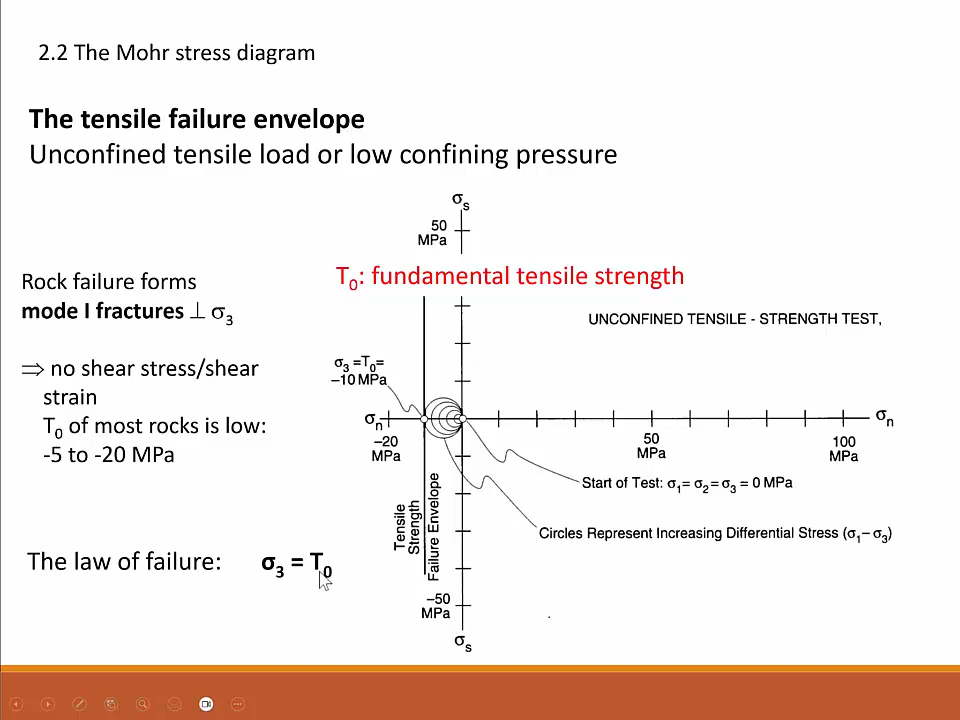 2.2 The Mohr stress diagram
The tensile failure envelope
Unconfined tensile load or low confining pressure
Rock failure forms
mode I fractures ⊥ σ3
⇒ no shear stress/shear
strain
T0 of most rocks is low:
-5 to -20 MPa
The law of failure: σ3 = T0
σs
50
MPa
T0: fundamental tensile strength
UNCONFINED TENSILE - STRENGTH TEST,
σ3 =T0=
–10 MPa
σn
σn
–20
MPa
50
MPa
100
MPa
Start of Test: σ1= σ2 = σ3 = 0 MPa
Circles Represent Increasing Differential Stress (σ1– σ3)
Tensile
Strength
Failure Envelope
–50
MPa
σs